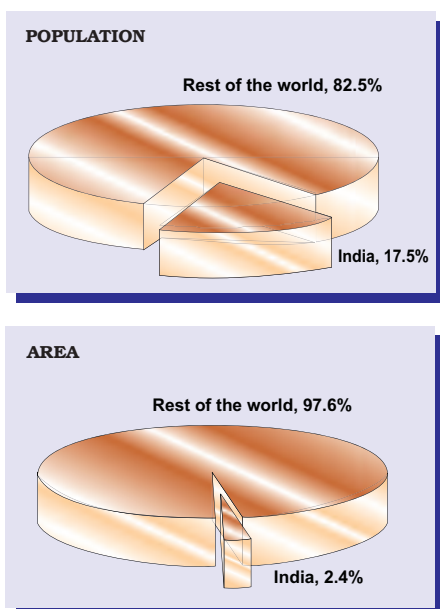 POPULATION
Rest of the world, 82.5%
India, 17.5%
AREA
Rest of the world, 97.6%
India, 2.4%